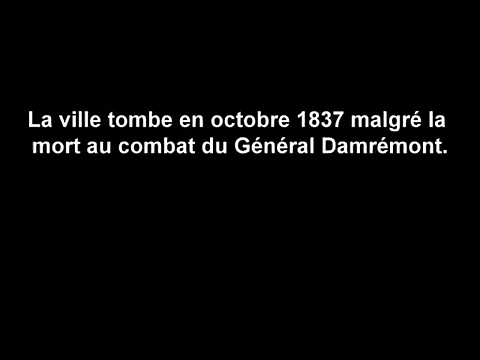 La ville tombe en octobre 1837 malgré la
mort au combat du Général Damrémont.